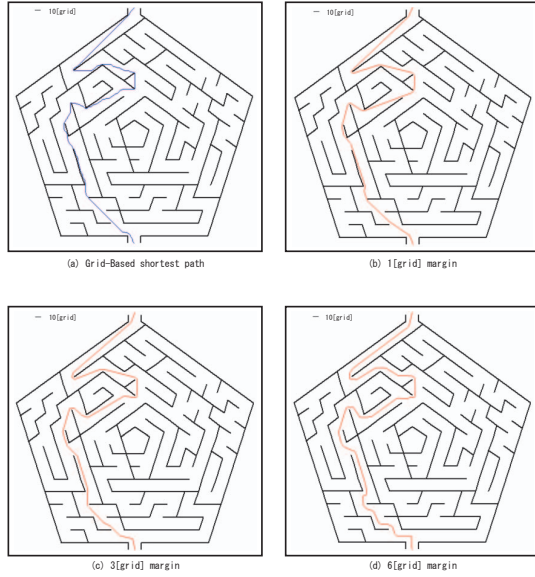 10[grid]
10[grid]
(a) Grid-Based shortest path
(b) 1[grid] margin
10[grid]
10[grid]
(c) 3[grid] margin
(d) 6[grid] margin